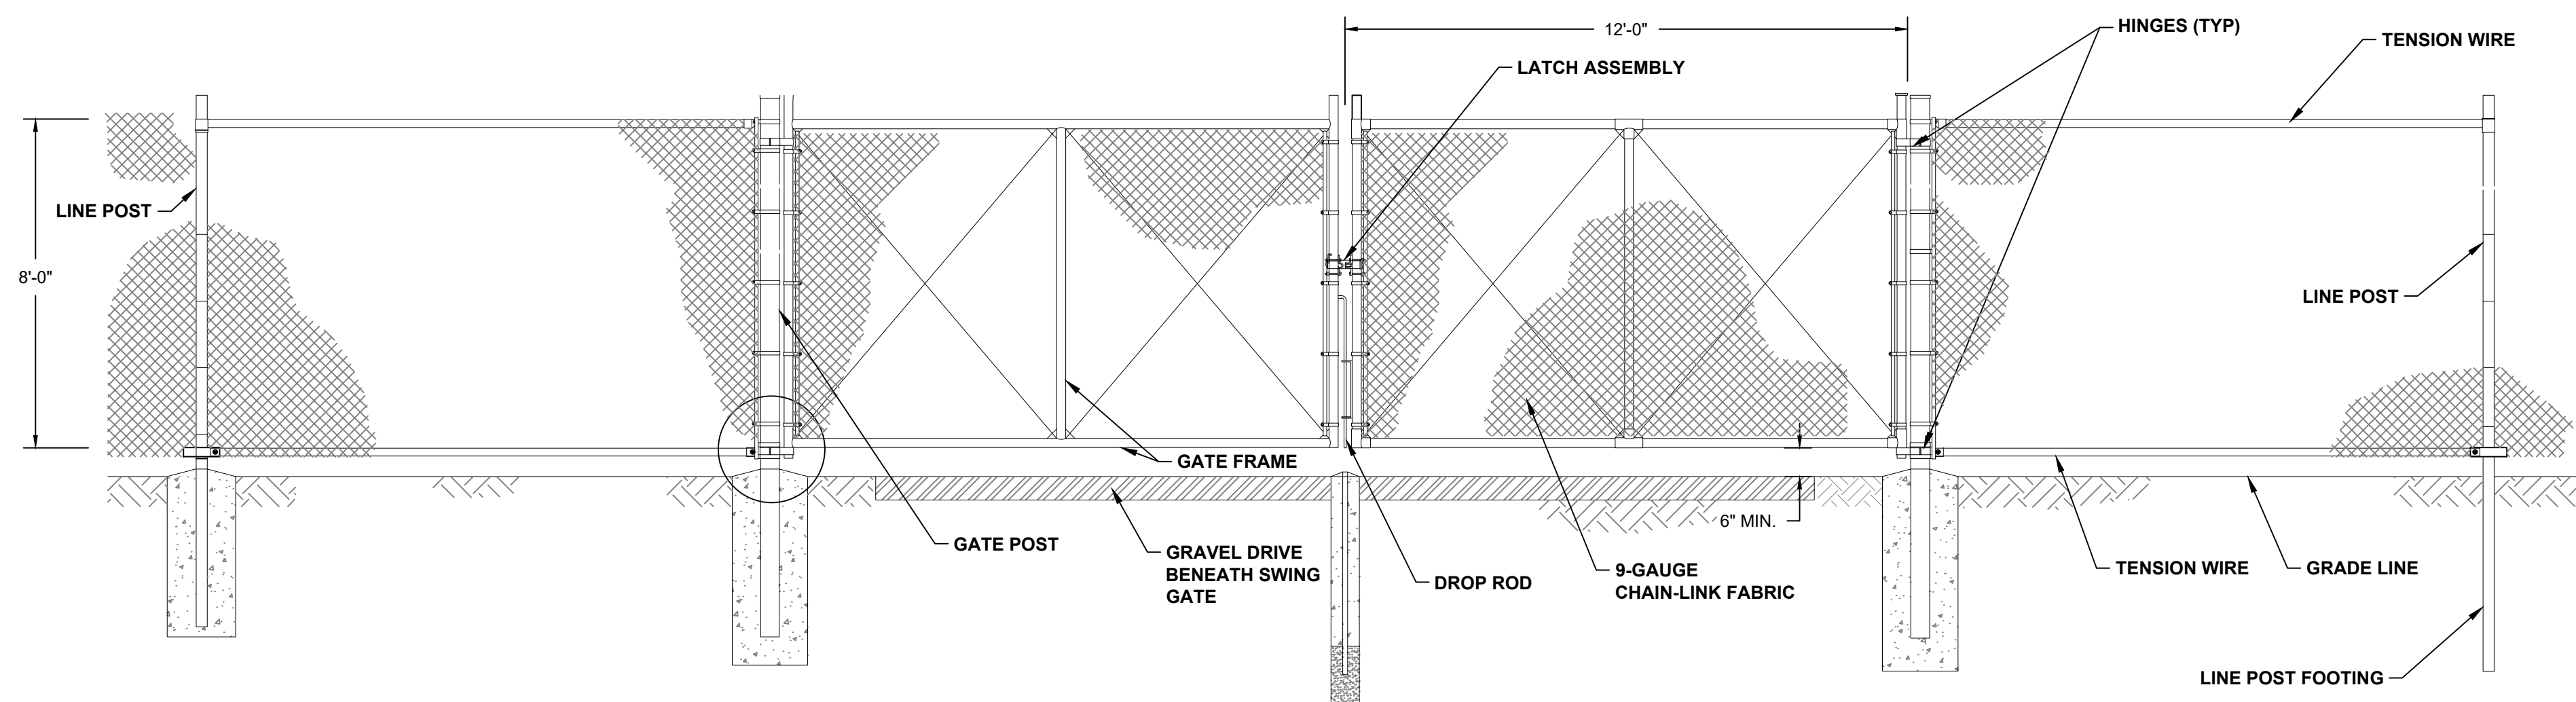 12'-0"
HINGES (TYP)
TENSION WIRE
LATCH ASSEMBLY
LINE POST
8'-0"
LINE POST
GATE FRAME
6" MIN.
GATE POST
GRAVEL DRIVE
BENEATH SWING
GATE
DROP ROD
9-GAUGE
CHAIN-LINK FABRIC
TENSION WIRE
GRADE LINE
LINE POST FOOTING